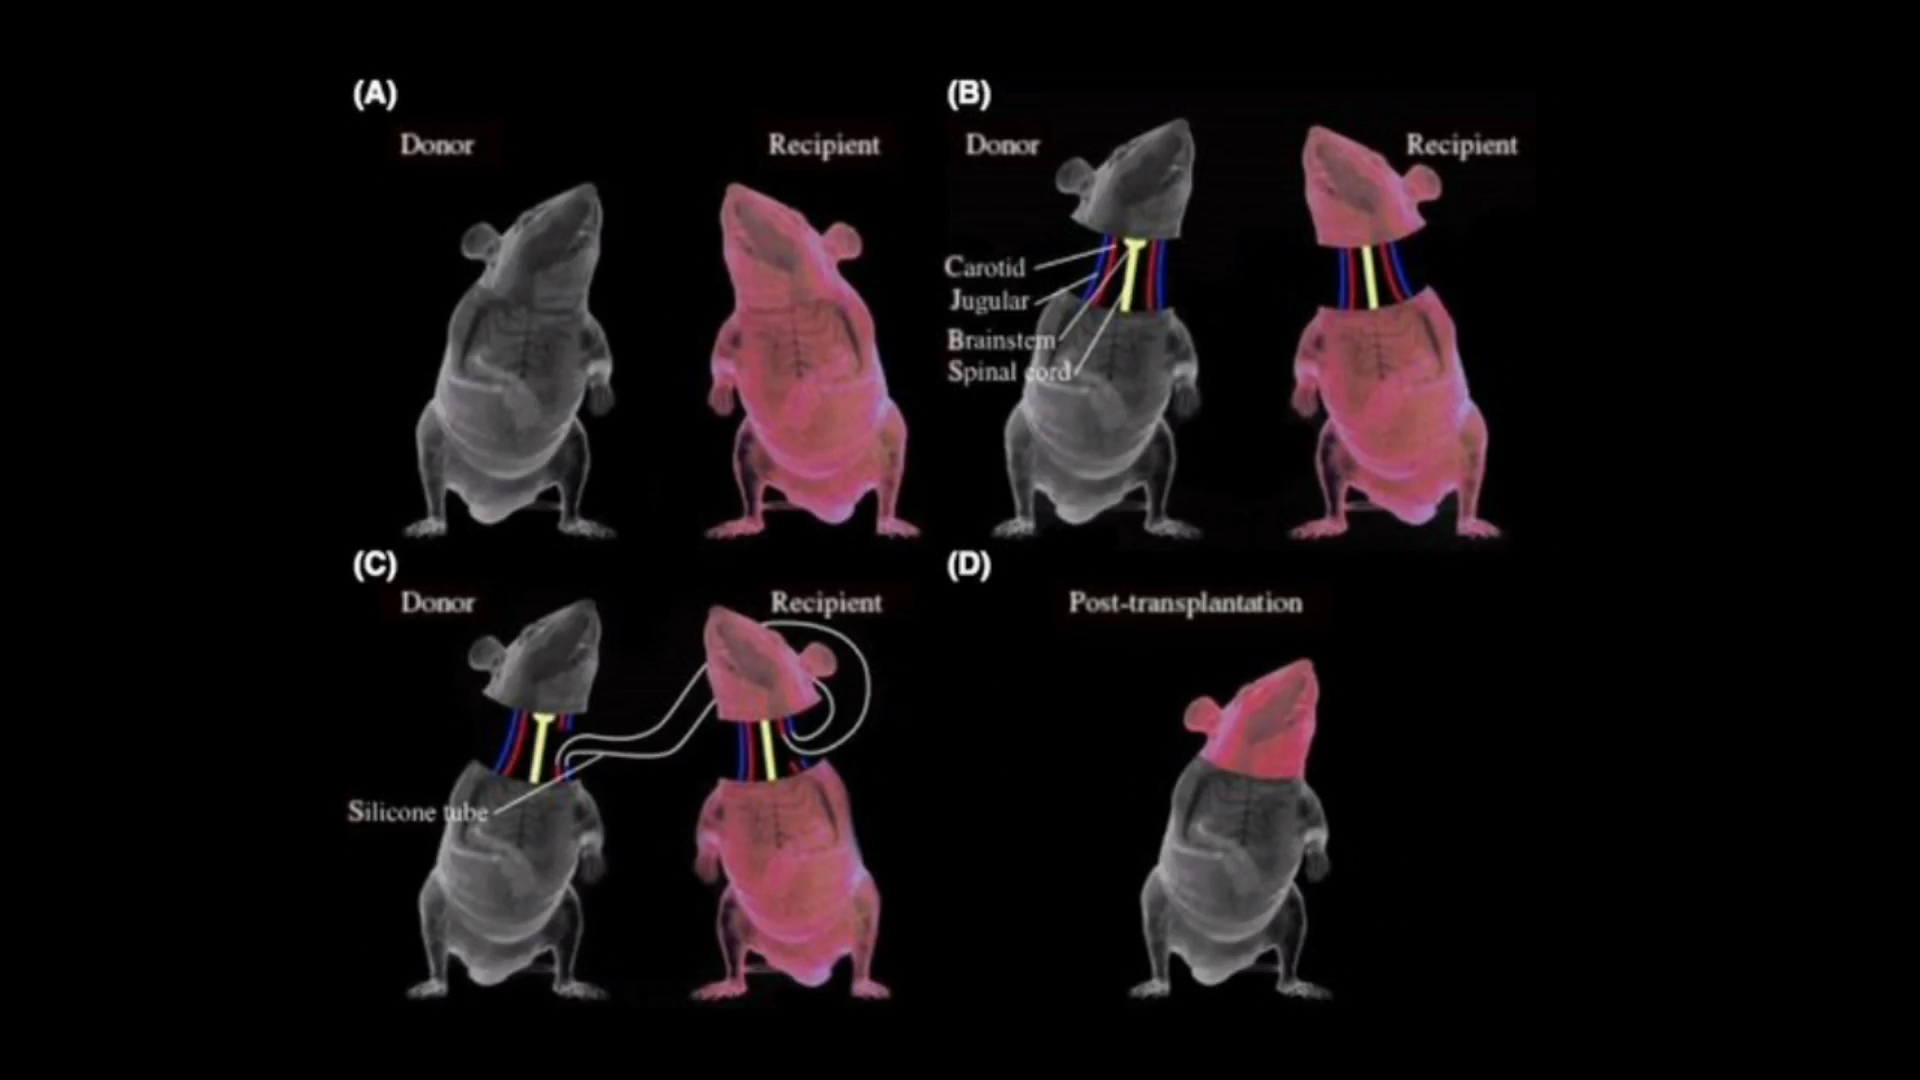 (A)
Donor
Recipient
(B)
Donor
Recipient
Carotid
Jugular
Brainstem
Spinal cord
(C)
Donor
Recipient
Silicone tube
(D)
Post-transplantation